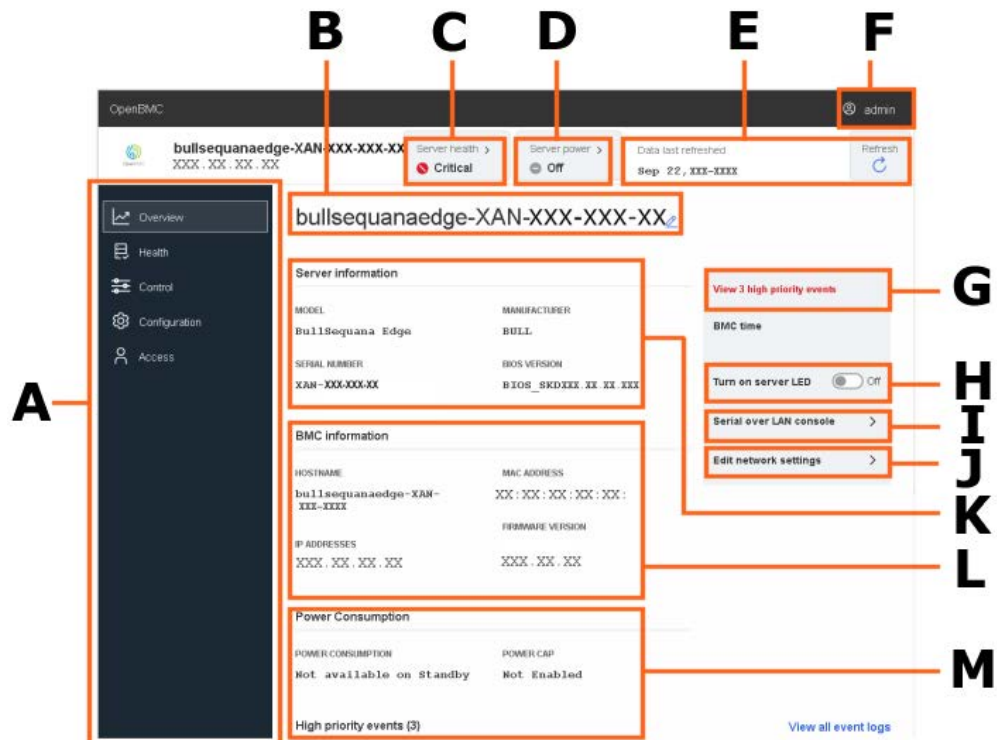 B C D E F
OpenBMC admin
bullsequanaedge-XAN-XXX-XXX-XX Server health > Server power > Data last refreshed Refresh
XXX.XX.XX.XX Critical Off Sep 22, XXX-XXXX
bullsequanaedge-XAN-XXX-XXX-XX
Overview
Health
Control
Configuration
Access
A
Server information
MODEL MANUFACTURER
BullSequana Edge BULL
SERIAL NUMBER BIOS VERSION
XAN-XXX-XXX-XX BIOS_SKDXXX.XX.XX.XXX
BMC information
HOSTNAME MAC ADDRESS
bullsequanaedge-XAN- XX:XX:XX:XX:XX:
XXX-XXXX
FIRMWARE VERSION
IP ADDRESSES
XXX.XX.XX.XX XXX.XX.XX
Power Consumption
POWER CONSUMPTION POWER CAP
Not available on Standby Not Enabled
High priority events (3) View all event logs
View 3 high priority events G
BMC time
Turn on server LED Off H
Serial over LAN console > I
Edit network settings > J
K
L
M